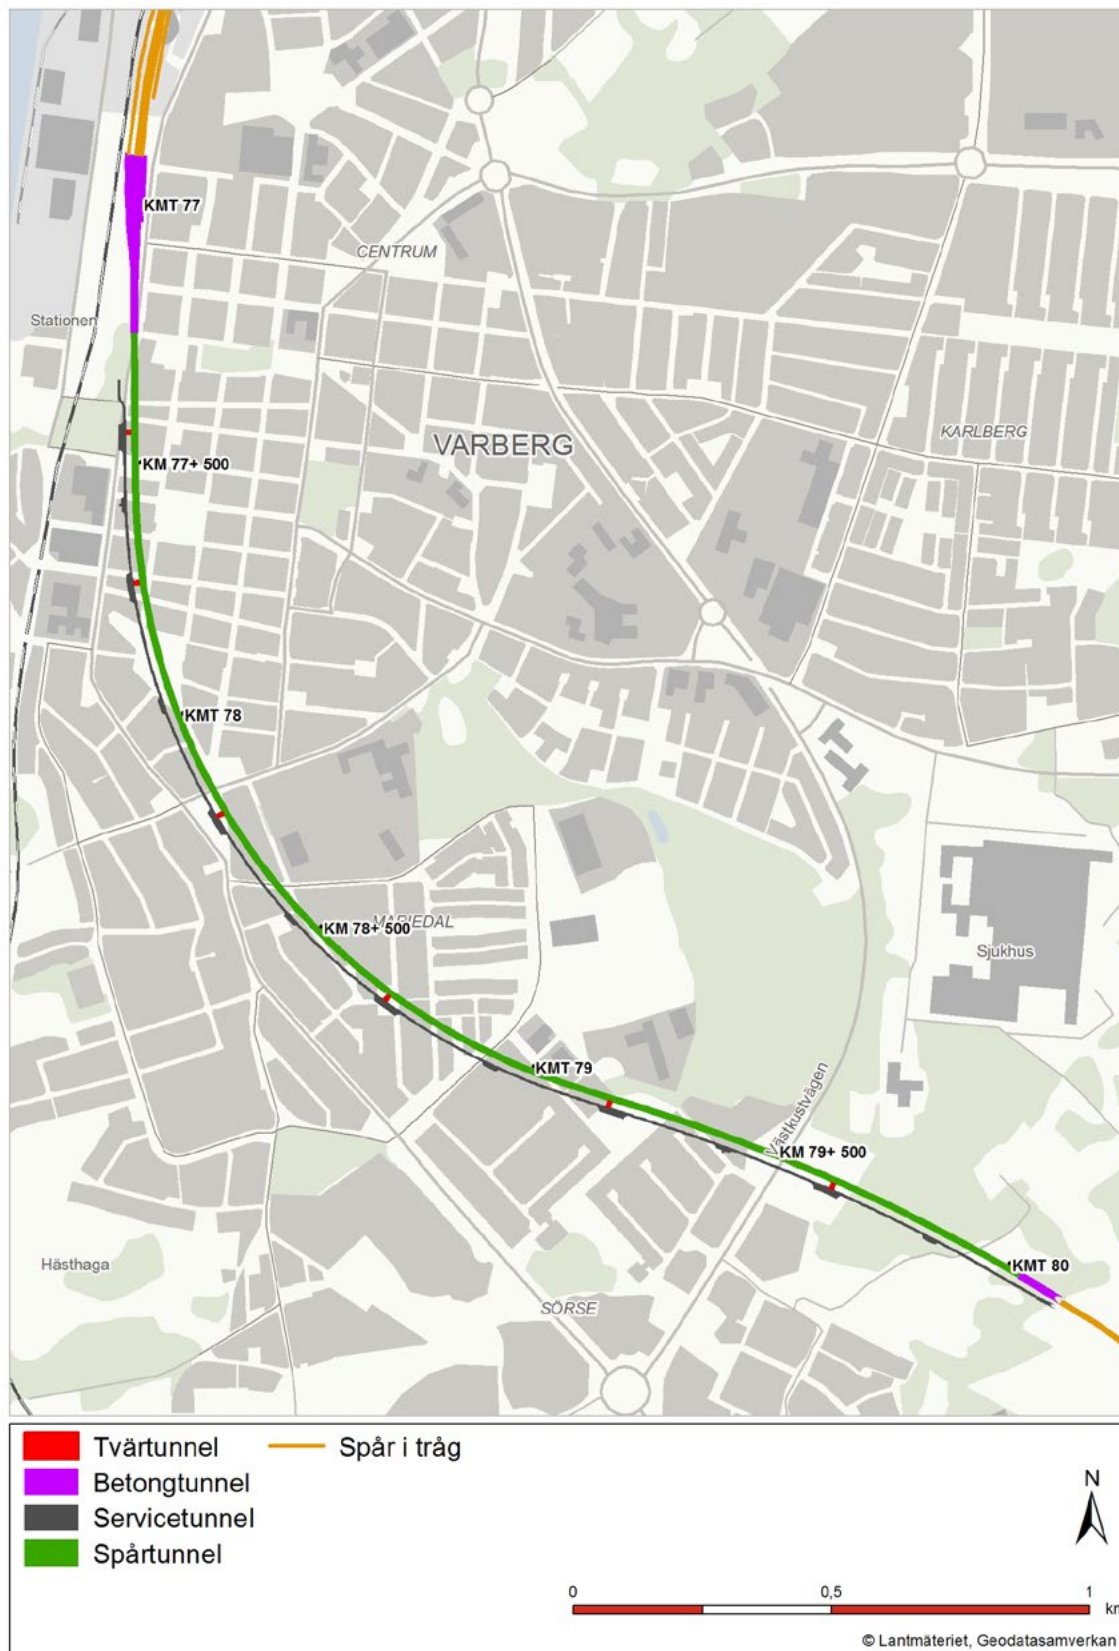 KMT 77
CENTRUM
Stationen
VARBERG
KARLBERG
KM 77+ 500
KMT 78
MARIEDAL
KM 78+ 500
Sjukhus
KMT 79
Västkustvägen
KM 79+ 500
Hästhaga
KMT 80
SÖRSE
Tvärtunnel
Spår i tråg
Betongtunnel
Servicetunnel
Spårtunnel
N
0 0,5 1
km
© Lantmäteriet, Geodatasamverkan